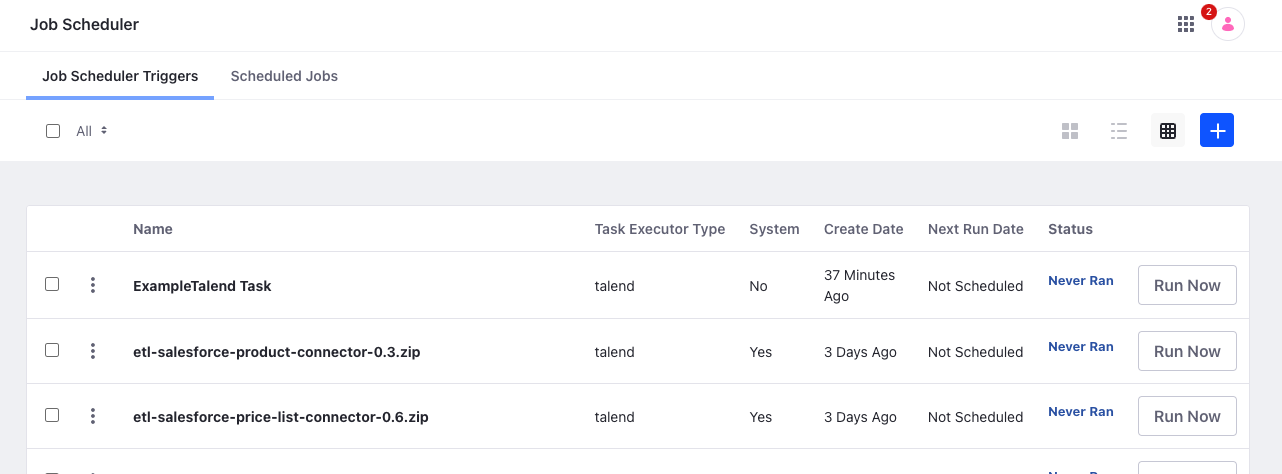 Job Scheduler
2
Job Scheduler Triggers Scheduled Jobs
All
Name Task Executor Type System Create Date Next Run Date Status
ExampleTalend Task talend No 37 Minutes Ago Not Scheduled Never Ran Run Now
etl-salesforce-product-connector-0.3.zip talend Yes 3 Days Ago Not Scheduled Never Ran Run Now
etl-salesforce-price-list-connector-0.6.zip talend Yes 3 Days Ago Not Scheduled Never Ran Run Now